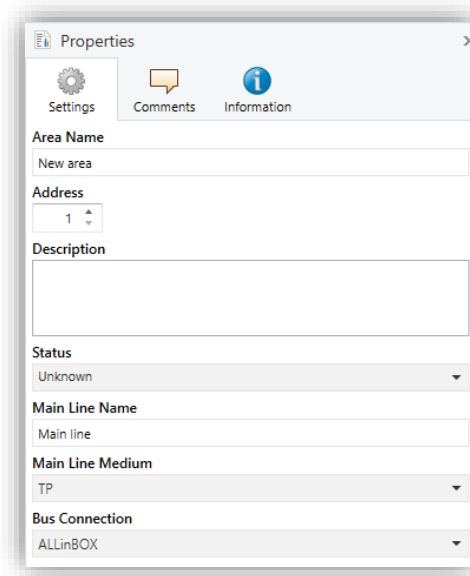 Properties
Settings Comments Information
Area Name
New area
Address
1
Description
Status
Unknown
Main Line Name
Main line
Main Line Medium
TP
Bus Connection
ALLinBOX